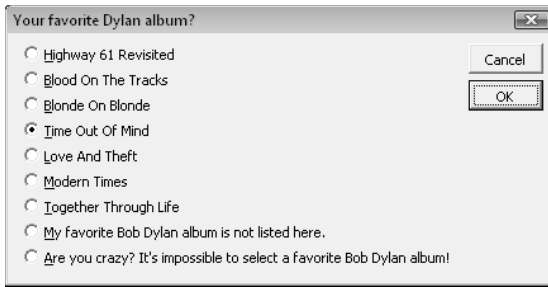 Your favorite Dylan album?
Highway 61 Revisited
Blood On The Tracks
Blonde On Blonde
Time Out Of Mind
Love And Theft
Modern Times
Together Through Life
My favorite Bob Dylan album is not listed here.
Are you crazy? It's impossible to select a favorite Bob Dylan album!
Cancel
OK